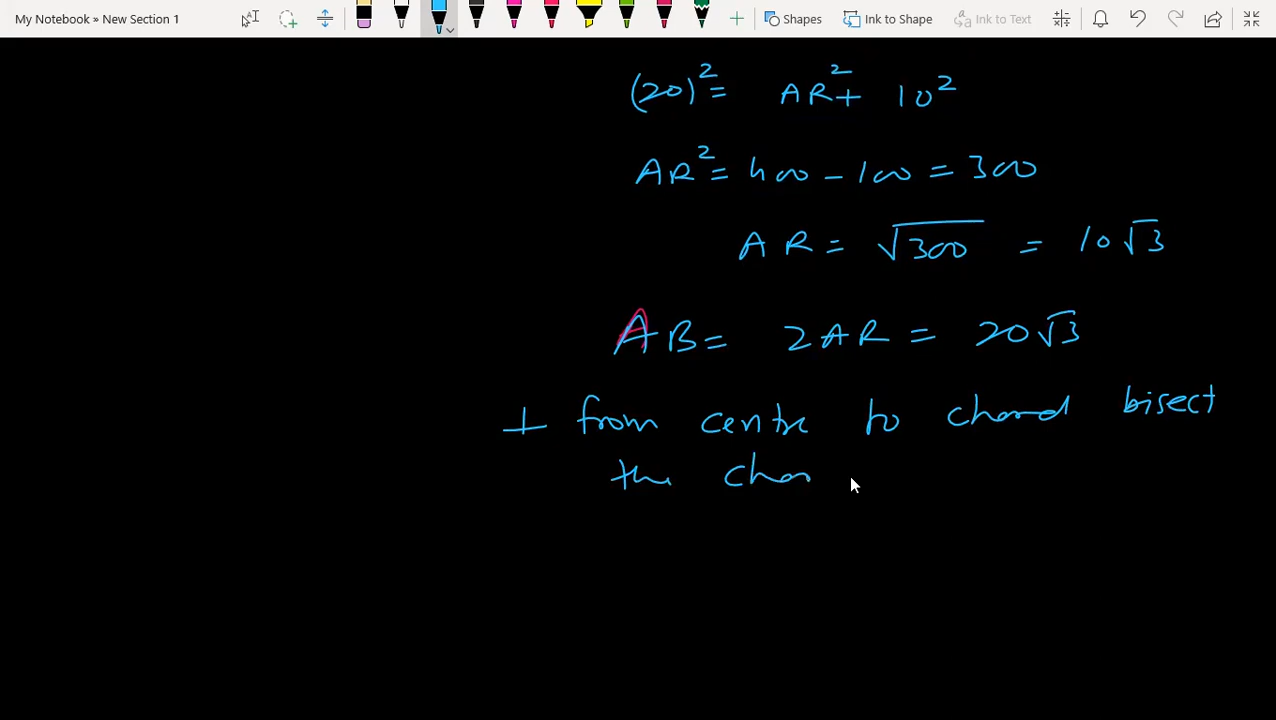 My Notebook » New Section 1
Shapes
Ink to Shape
Ink to Text
(20)² = AR² + 10²
AR² = 400 - 100 = 300
AR = √300 = 10√3
AB = 2AR = 20√3
⊥ from centre to chord bisect
the chor